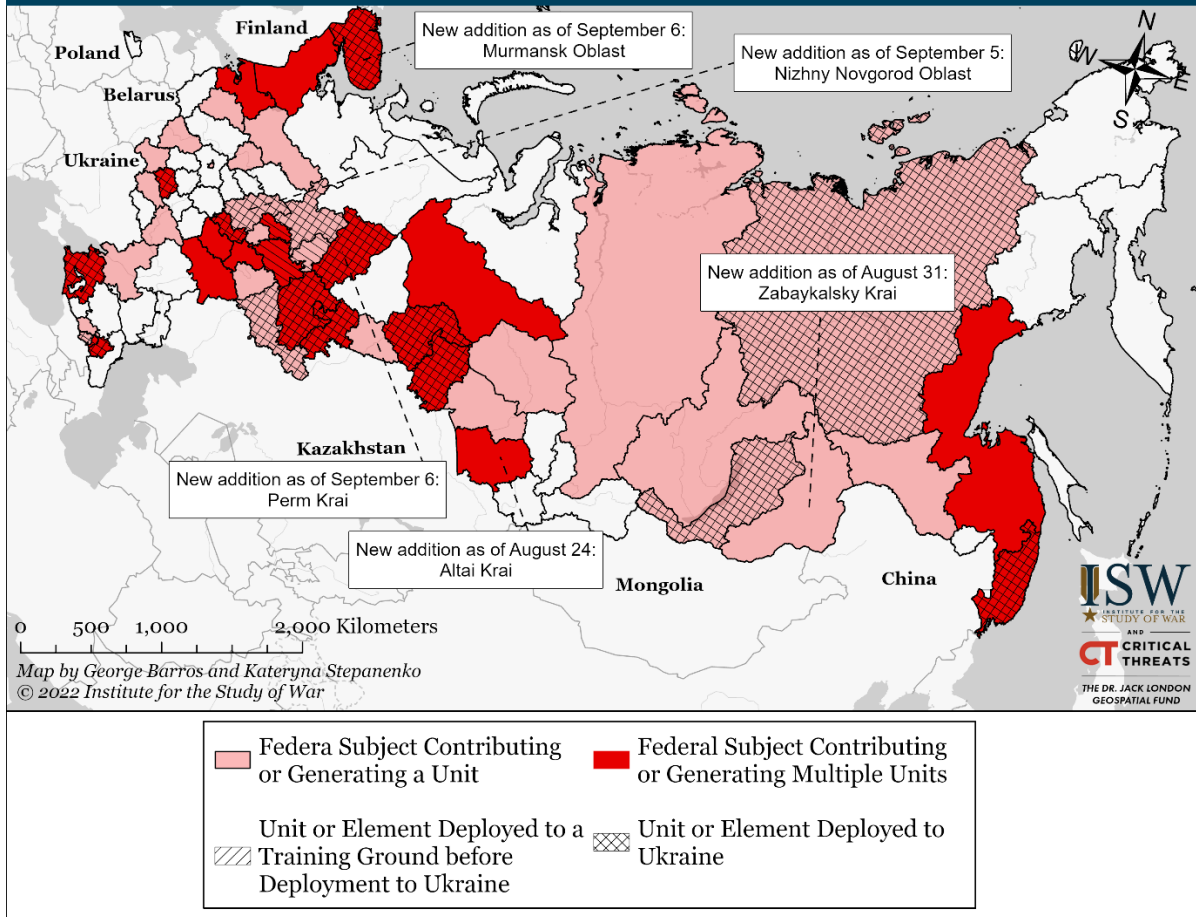 Finland
Poland
New addition as of September 6:
Murmansk Oblast
New addition as of September 5:
Nizhny Novgorod Oblast
N
W
E
S
Belarus
Ukraine
New addition as of August 31:
Zabaykalsky Krai
Kazakhstan
New addition as of September 6:
Perm Krai
New addition as of August 24:
Altai Krai
Mongolia
China
0 500 1,000 2,000 Kilometers
Map by George Barros and Kateryna Stepanenko
© 2022 Institute for the Study of War
ISW
INSTITUTE FOR THE
STUDY OF WAR
AND
CT CRITICAL
THREATS
THE DR. JACK LONDON
GEOSPATIAL FUND
Federa Subject Contributing
or Generating a Unit
Federal Subject Contributing
or Generating Multiple Units
Unit or Element Deployed to a
Training Ground before
Deployment to Ukraine
Unit or Element Deployed to
Ukraine